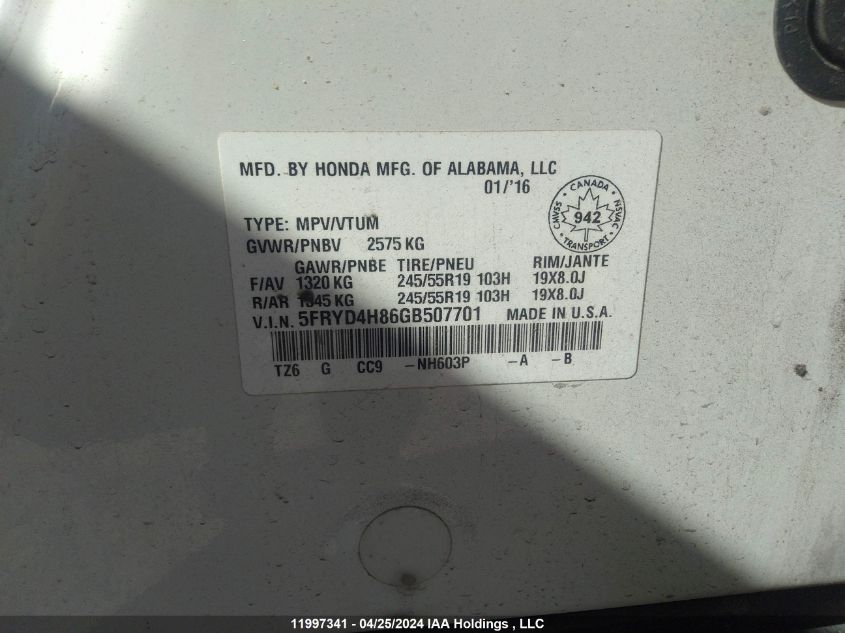 MFD. BY HONDA MFG. OF ALABAMA, LLC
01/'16
CANADA
CMVSS 942 NSVAC
TRANSPORT
TYPE: MPV/VTUM
GVWR/PNBV 2575 KG
GAWR/PNBE TIRE/PNEU RIM/JANTE
F/AV 1320 KG 245/55R19 103H 19X8.0J
R/AR 1345 KG 245/55R19 103H 19X8.0J
V.I.N. 5FRYD4H86GB507701 MADE IN U.S.A.
TZ6 G CC9 -NH603P -A -B
11997341 - 04/25/2024 IAA Holdings , LLC